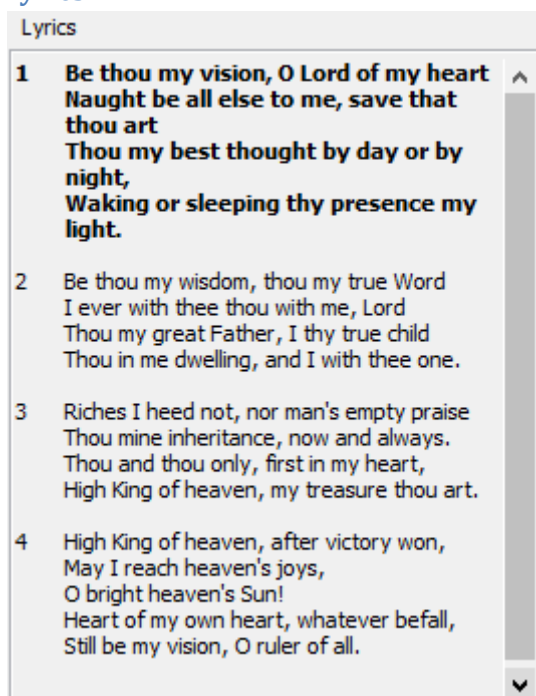 Lyrics
1 Be thou my vision, O Lord of my heart
Naught be all else to me, save that
thou art
Thou my best thought by day or by
night,
Waking or sleeping thy presence my
light.
2 Be thou my wisdom, thou my true Word
I ever with thee thou with me, Lord
Thou my great Father, I thy true child
Thou in me dwelling, and I with thee one.
3 Riches I heed not, nor man's empty praise
Thou mine inheritance, now and always.
Thou and thou only, first in my heart,
High King of heaven, my treasure thou art.
4 High King of heaven, after victory won,
May I reach heaven's joys,
O bright heaven's Sun!
Heart of my own heart, whatever befall,
Still be my vision, O ruler of all.